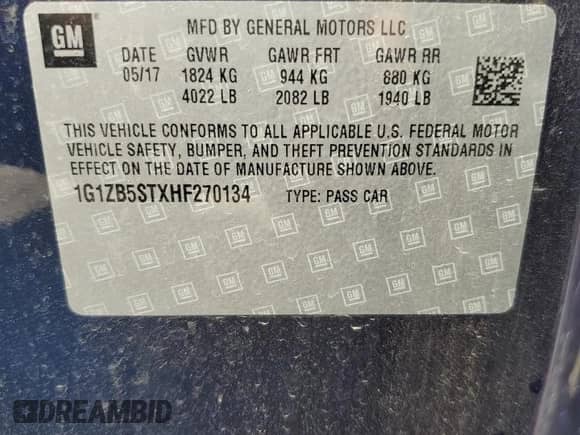 GM MFD BY GENERAL MOTORS LLC
DATE GVWR GAWR FRT GAWR RR
05/17 1824 KG 944 KG 880 KG
4022 LB 2082 LB 1940 LB
THIS VEHICLE CONFORMS TO ALL APPLICABLE U.S. FEDERAL MOTOR
VEHICLE SAFETY, BUMPER, AND THEFT PREVENTION STANDARDS IN
EFFECT ON THE DATE OF MANUFACTURE SHOWN ABOVE.
1G1ZB5STXHF270134 TYPE: PASS CAR
DREAMBID